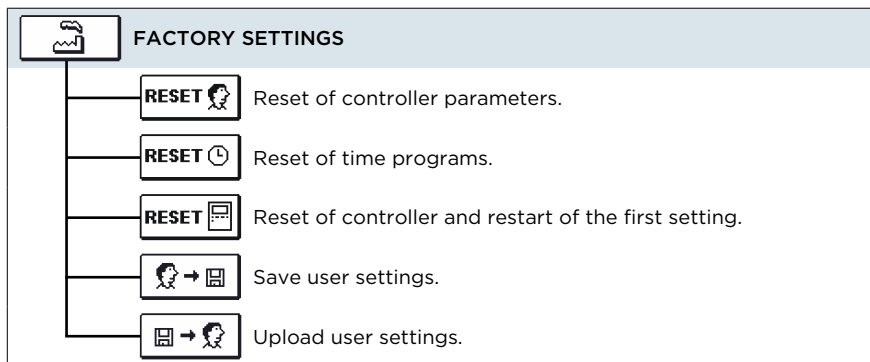 FACTORY SETTINGS
RESET Reset of controller parameters.
RESET Reset of time programs.
RESET Reset of controller and restart of the first setting.
Save user settings.
Upload user settings.